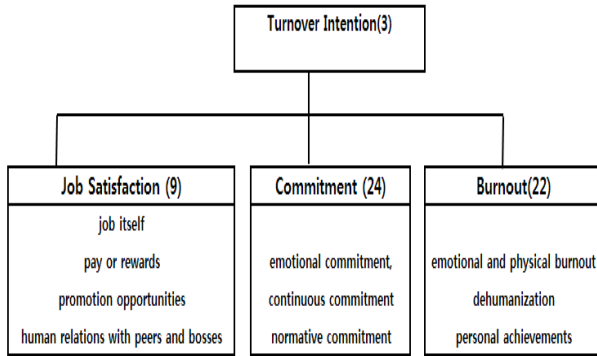 Turnover Intention(3)
Job Satisfaction (9)
job itself
pay or rewards
promotion opportunities
human relations with peers and bosses
Commitment (24)
emotional commitment,
continuous commitment
normative commitment
Burnout(22)
emotional and physical burnout
dehumanization
personal achievements